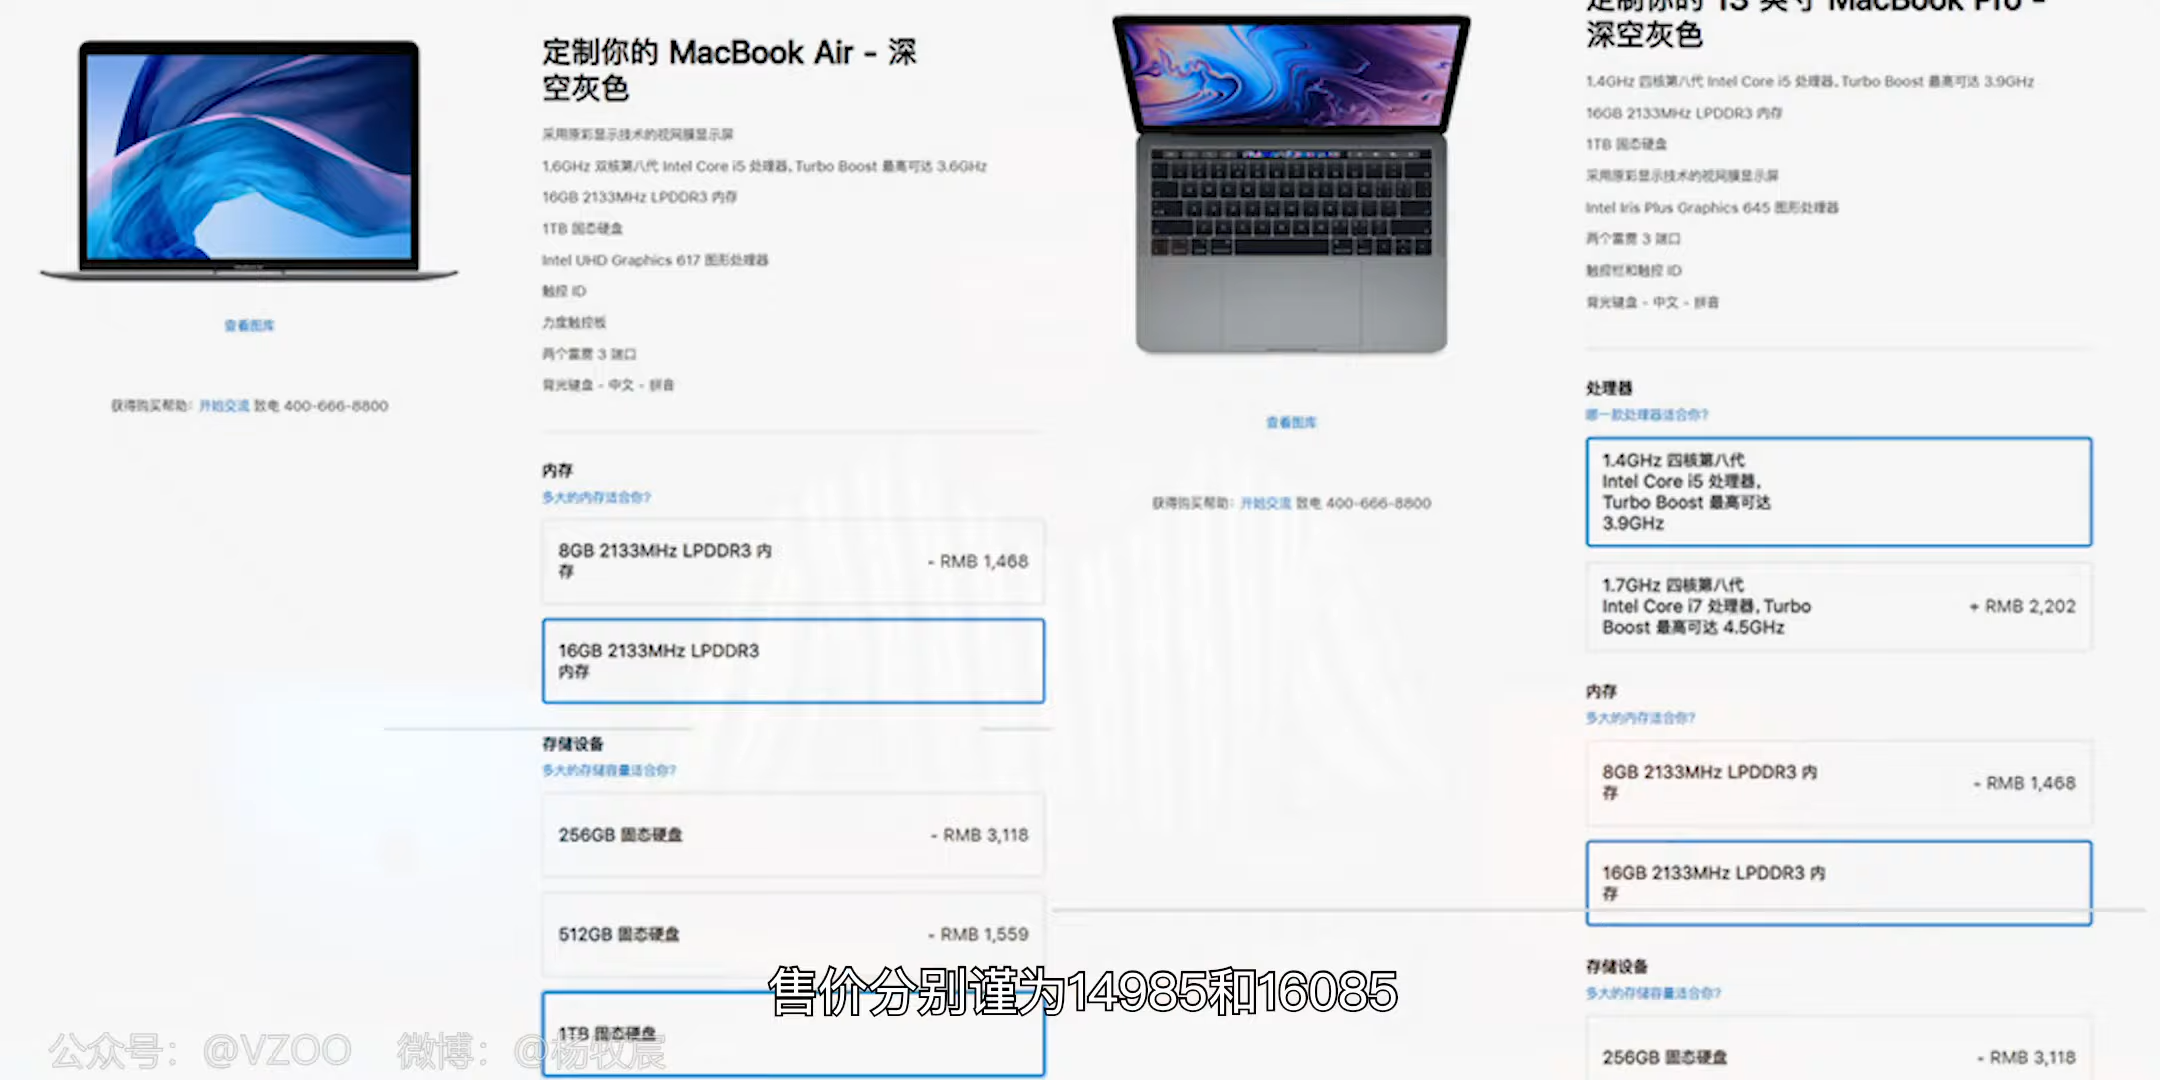 定制你的 MacBook Air - 深
空灰色
采用原彩显示技术的视网膜显示屏
1.6GHz 双核第八代 Intel Core i5 处理器, Turbo Boost 最高可达 3.6GHz
16GB 2133MHz LPDDR3 内存
1TB 固态硬盘
Intel UHD Graphics 617 图形处理器
触控 ID
力度触控板
两个雷雳 3 端口
背光键盘 - 中文 - 拼音
查看图库
获得购买帮助: 开始交流 致电 400-666-8800
内存
多大的内存适合你?
8GB 2133MHz LPDDR3 内
存
- RMB 1,468
16GB 2133MHz LPDDR3
内存
存储设备
多大的存储容量适合你?
256GB 固态硬盘
- RMB 3,118
512GB 固态硬盘
- RMB 1,559
1TB 固态硬盘
定制你的 13 英寸 MacBook Pro -
深空灰色
1.4GHz 四核第八代 Intel Core i5 处理器, Turbo Boost 最高可达 3.9GHz
16GB 2133MHz LPDDR3 内存
1TB 固态硬盘
采用原彩显示技术的视网膜显示屏
Intel Iris Plus Graphics 645 图形处理器
两个雷雳 3 端口
触控栏和触控 ID
背光键盘 - 中文 - 拼音
查看图库
获得购买帮助: 开始交流 致电 400-666-8800
处理器
哪一款处理器适合你?
1.4GHz 四核第八代
Intel Core i5 处理器,
Turbo Boost 最高可达
3.9GHz
1.7GHz 四核第八代
Intel Core i7 处理器, Turbo
Boost 最高可达 4.5GHz
+ RMB 2,202
内存
多大的内存适合你?
8GB 2133MHz LPDDR3 内
存
- RMB 1,468
16GB 2133MHz LPDDR3 内
存
存储设备
多大的存储容量适合你?
256GB 固态硬盘
- RMB 3,118
售价分别谨为14985和16085
公众号: @VZOO 微博: @杨牧宸